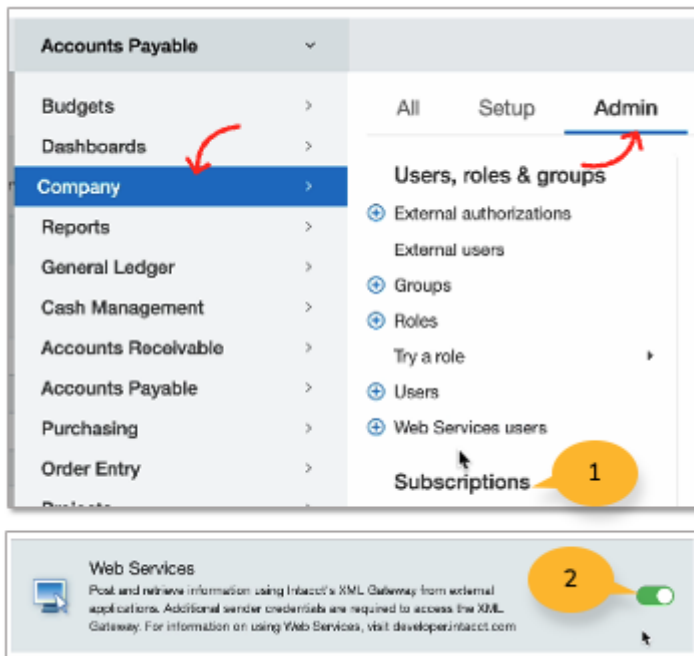 Accounts Payable
Budgets
Dashboards
Company
Reports
General Ledger
Cash Management
Accounts Receivable
Accounts Payable
Purchasing
Order Entry
All Setup Admin
Users, roles & groups
External authorizations
External users
Groups
Roles
Try a role
Users
Web Services users
Subscriptions
1
Web Services
Post and retrieve information using Intacct's XML Gateway from external
applications. Additional sender credentials are required to access the XML
Gateway. For information on using Web Services, visit developer.intacct.com
2